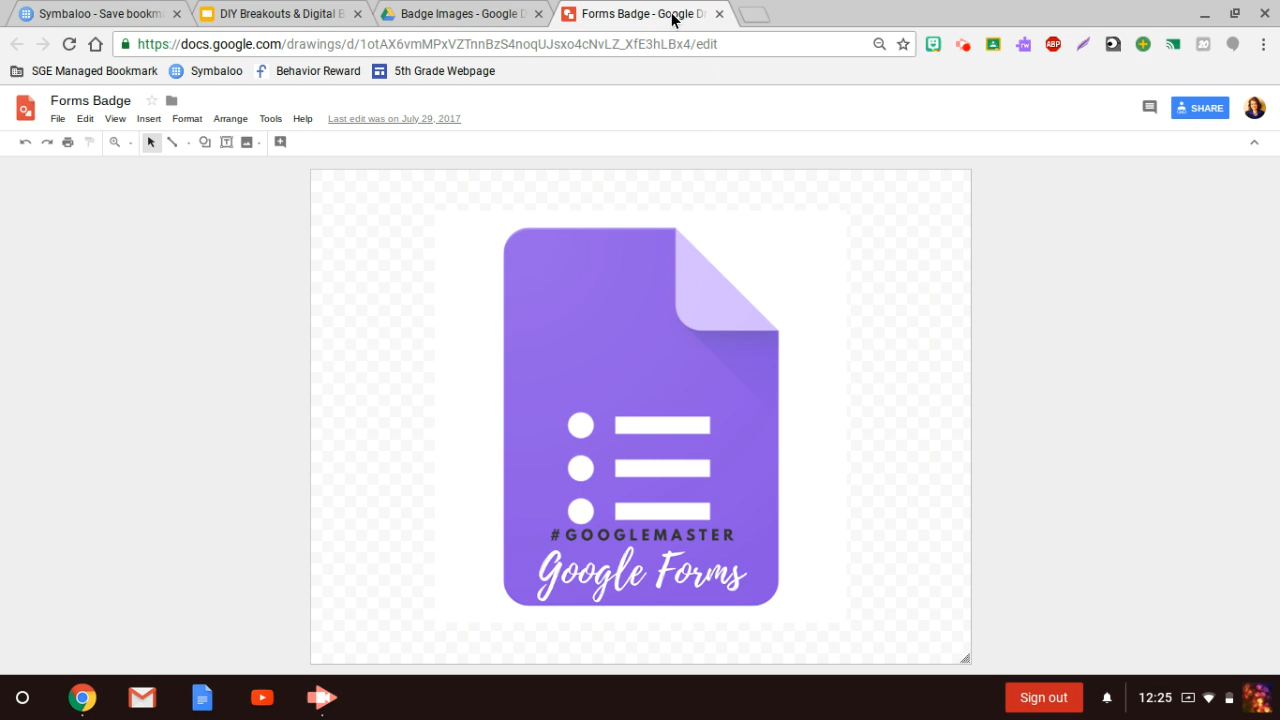 Symbaloo - Save bookm
DIY Breakouts & Digital B
Badge Images - Google D
Forms Badge - Google Dr
https://docs.google.com/drawings/d/1otAX6vmMPxVZTnnBzS4noqUJsxo4cNvLZ_XfE3hLBx4/edit
SGE Managed Bookmark Symbaloo Behavior Reward 5th Grade Webpage
Forms Badge
SHARE
File Edit View Insert Format Arrange Tools Help Last edit was on July 29, 2017
#GOOGLEMASTER
Google Forms
Sign out
12:25